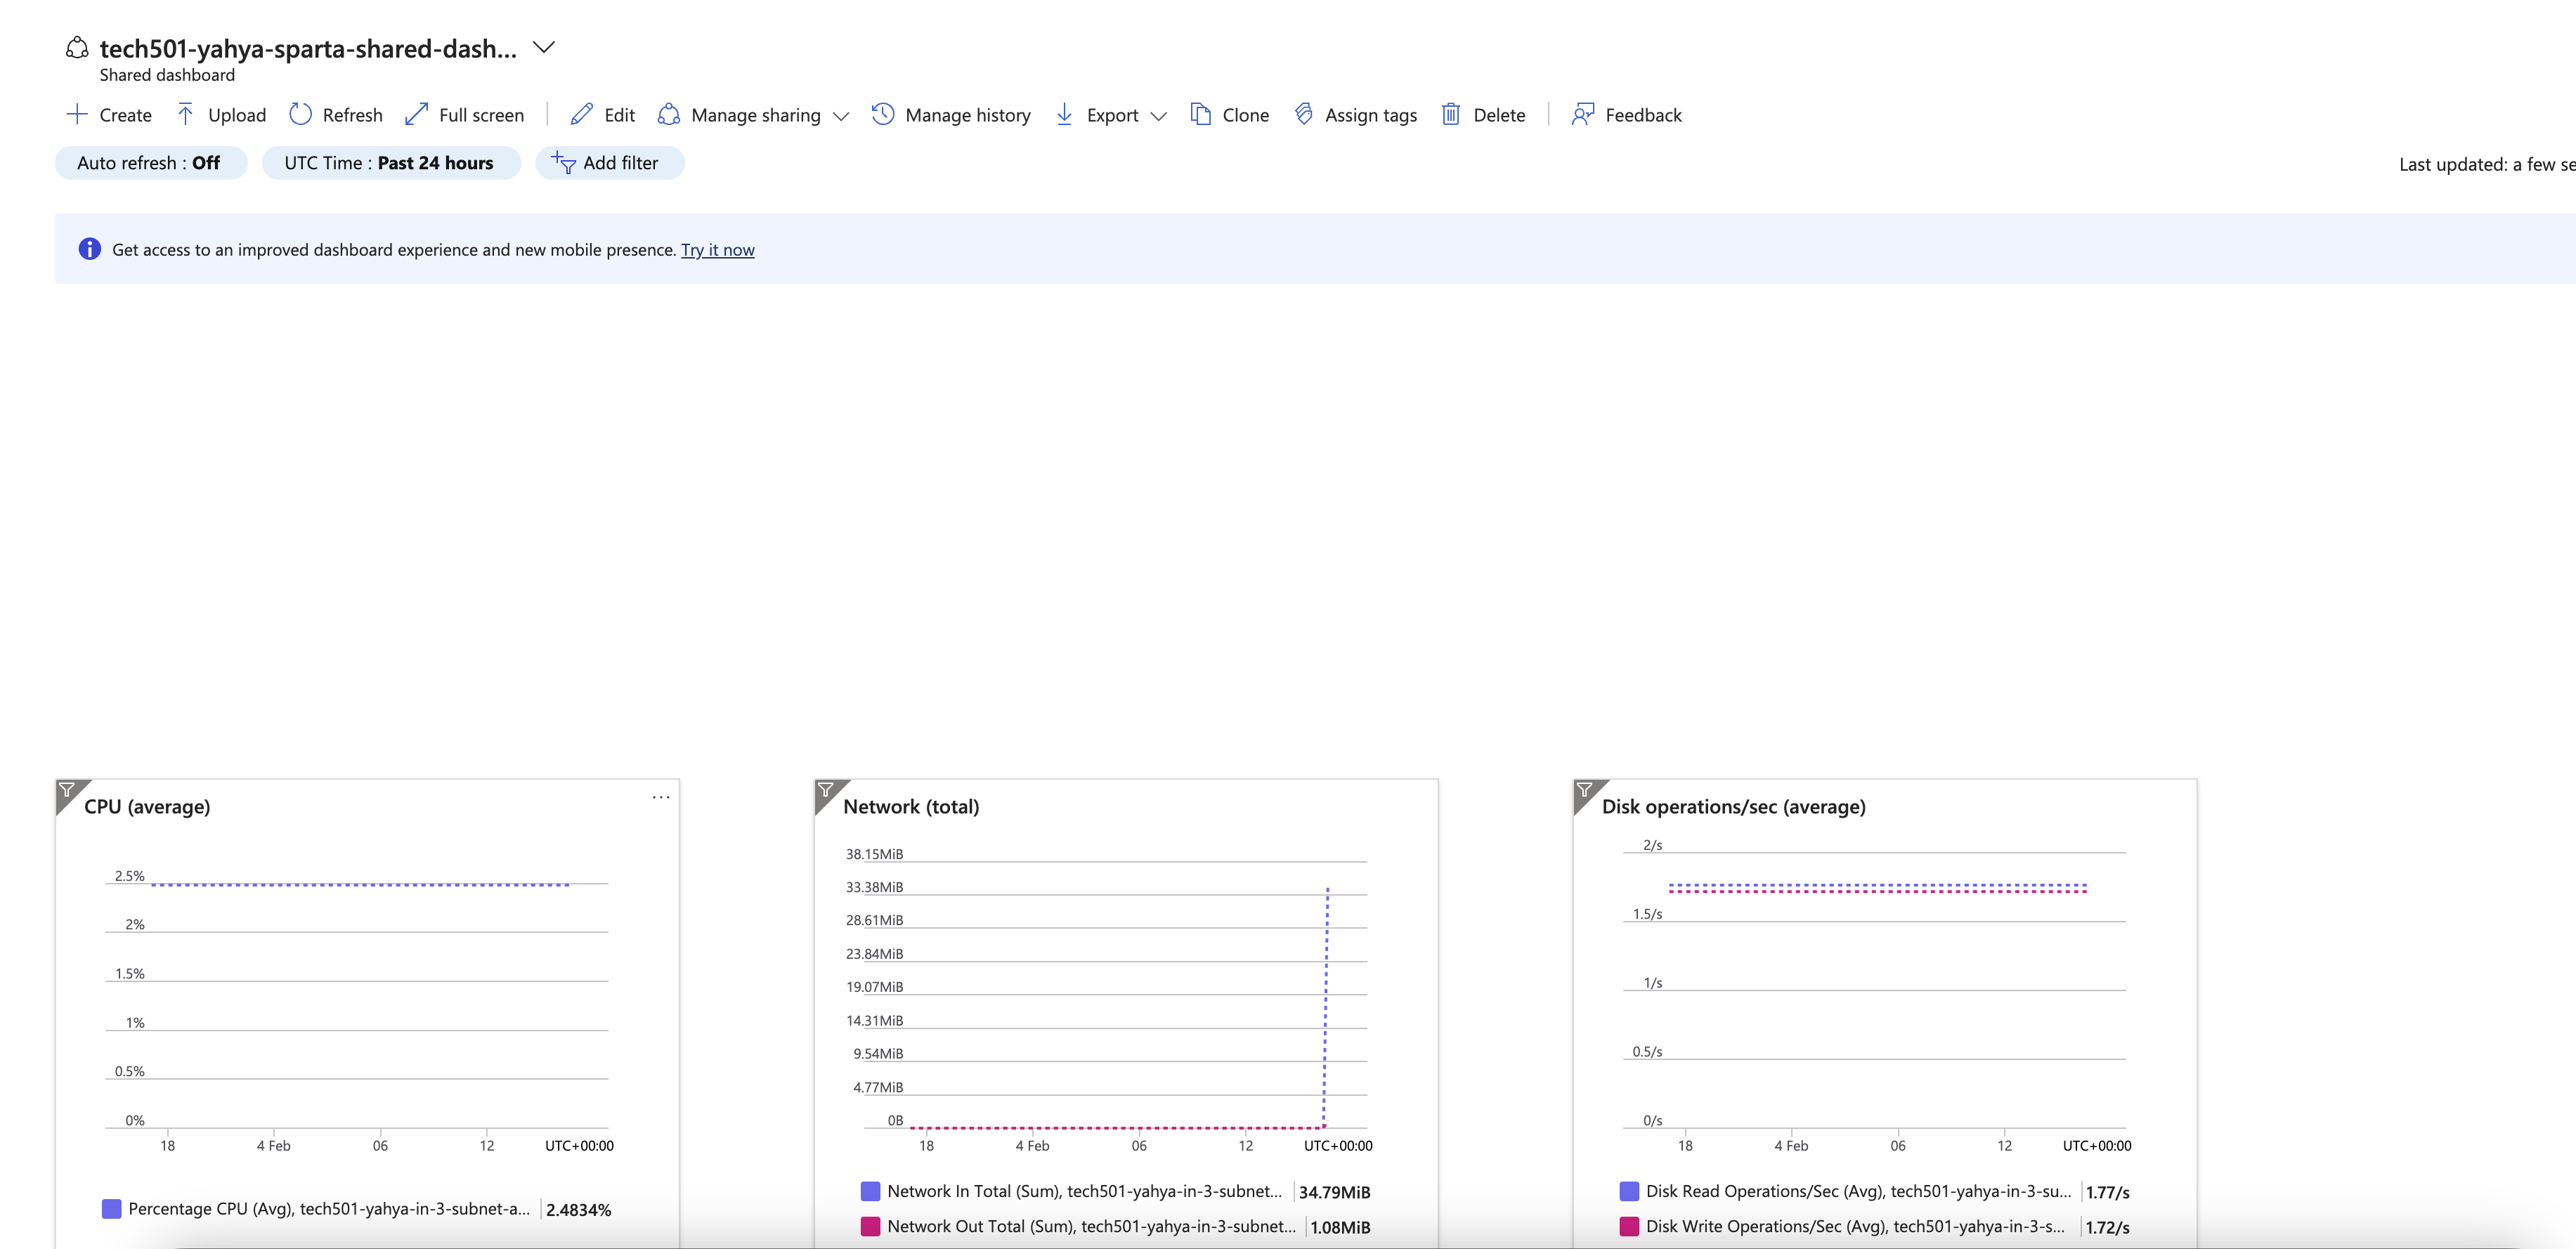 tech501-yahya-sparta-shared-dash...
Shared dashboard
Create Upload Refresh Full screen Edit Manage sharing Manage history Export Clone Assign tags Delete Feedback
Auto refresh : Off UTC Time : Past 24 hours Add filter
Last updated: a few se
Get access to an improved dashboard experience and new mobile presence. Try it now
CPU (average)
2.5%
2%
1.5%
1%
0.5%
0%
18 4 Feb 06 12 UTC+00:00
Percentage CPU (Avg), tech501-yahya-in-3-subnet-a... 2.4834%
Network (total)
38.15MiB
33.38MiB
28.61MiB
23.84MiB
19.07MiB
14.31MiB
9.54MiB
4.77MiB
0B
18 4 Feb 06 12 UTC+00:00
Network In Total (Sum), tech501-yahya-in-3-subnet... 34.79MiB
Network Out Total (Sum), tech501-yahya-in-3-subnet... 1.08MiB
Disk operations/sec (average)
2/s
1.5/s
1/s
0.5/s
0/s
18 4 Feb 06 12 UTC+00:00
Disk Read Operations/Sec (Avg), tech501-yahya-in-3-su... 1.77/s
Disk Write Operations/Sec (Avg), tech501-yahya-in-3-s... 1.72/s